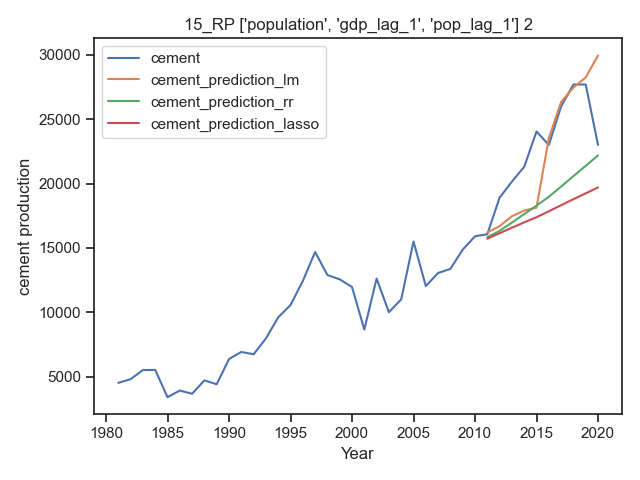 15_RP ['population', 'gdp_lag_1', 'pop_lag_1'] 2
cement
cement_prediction_lm
cement_prediction_rr
cement_prediction_lasso
cement production
30000
25000
20000
15000
10000
5000
1980 1985 1990 1995 2000 2005 2010 2015 2020
Year